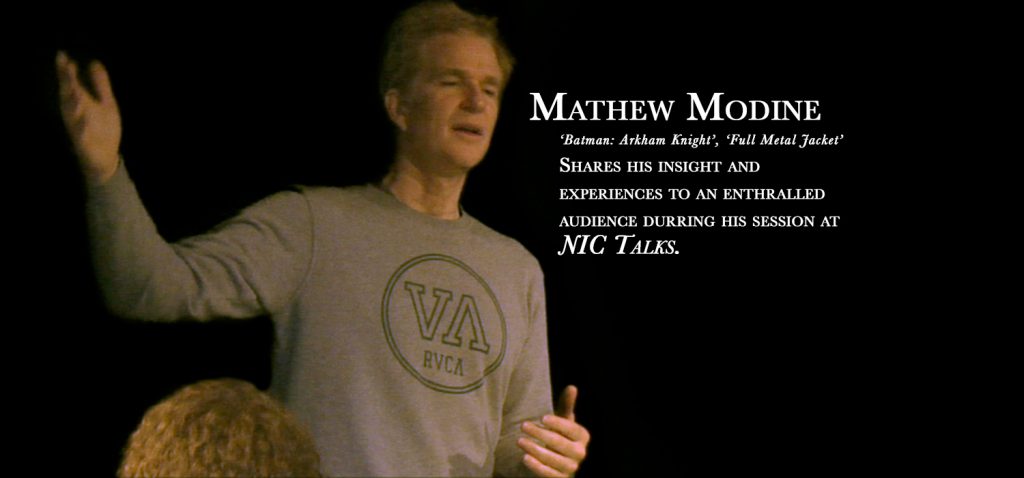 MATHEW MODINE
'Batman: Arkham Knight', 'Full Metal Jacket'
SHARES HIS INSIGHT AND
EXPERIENCES TO AN ENTHRALLED
AUDIENCE DURRING HIS SESSION AT
NIC TALKS.
VA
RVCA